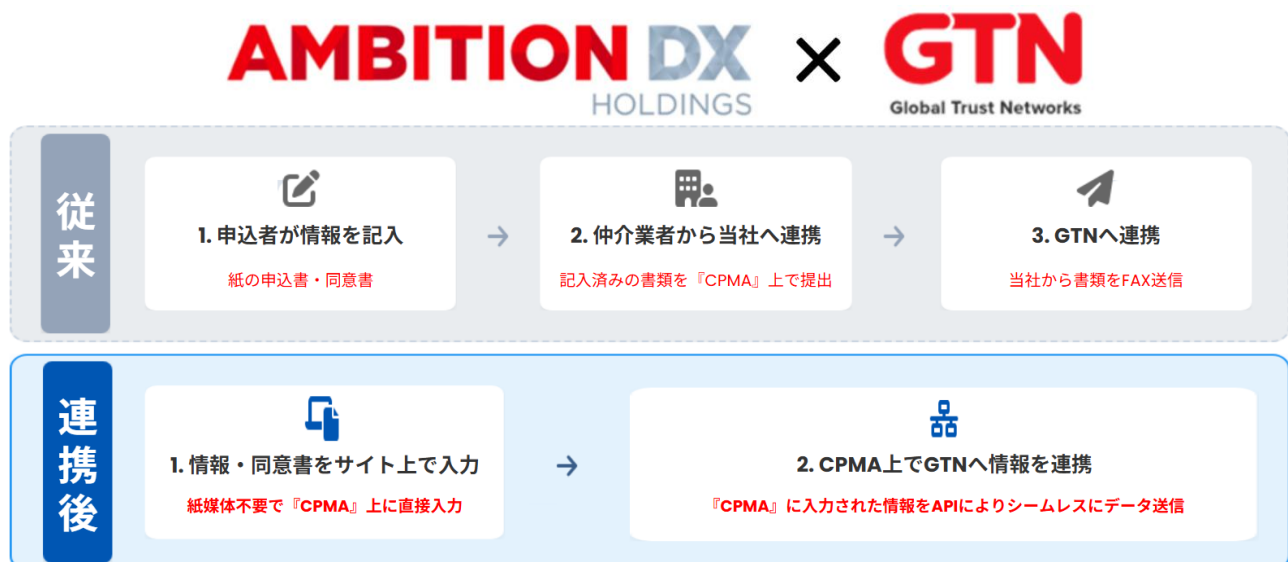 AMBITION DX
HOLDINGS
×
GTN
Global Trust Networks
従来
1. 申込者が情報を記入
紙の申込書・同意書
→
2. 仲介業者から当社へ連携
記入済みの書類を『CPMA』上で提出
→
3. GTNへ連携
当社から書類をFAX送信
連携後
1. 情報・同意書をサイト上で入力
紙媒体不要で『CPMA』上に直接入力
→
2. CPMA上でGTNへ情報を連携
『CPMA』に入力された情報をAPIによりシームレスにデータ送信